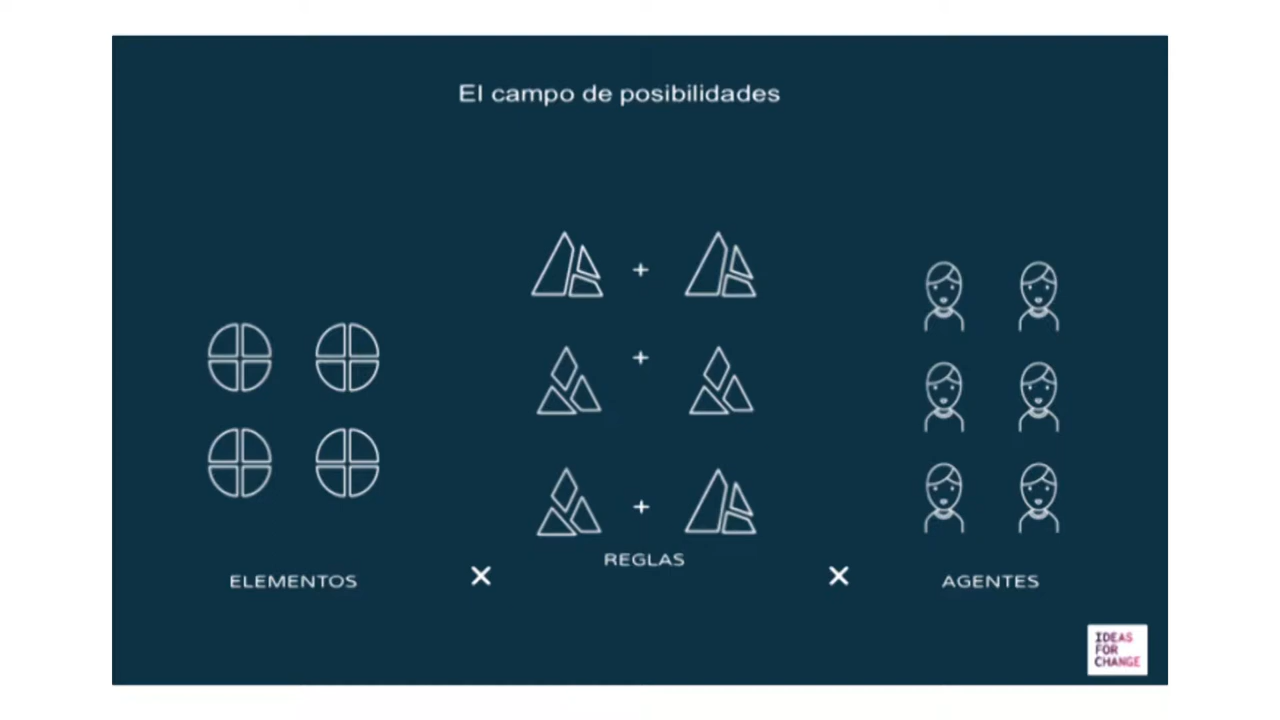 El campo de posibilidades
+
+
+
REGLAS
ELEMENTOS × × AGENTES
IDEAS
FOR
CHANGE